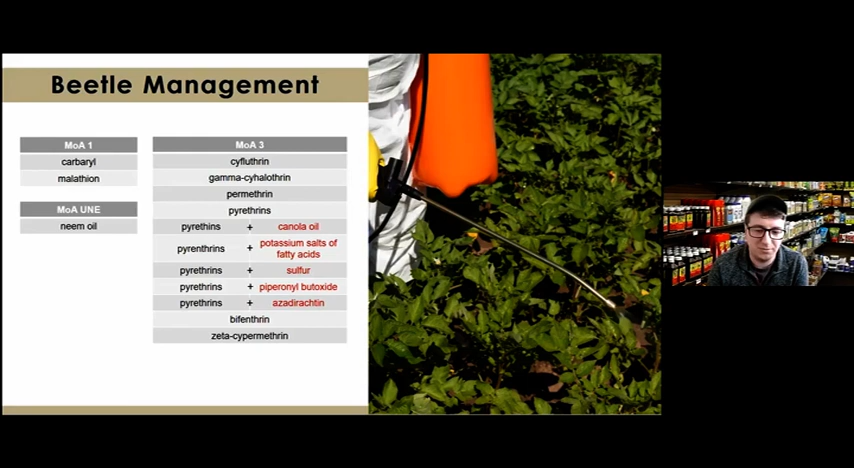 Beetle Management
MoA 1
carbaryl
malathion
MoA UNE
neem oil
MoA 3
cyfluthrin
gamma-cyhalothrin
permethrin
pyrethrins
pyrethins + canola oil
pyrenthrins + potassium salts of
fatty acids
pyrethrins + sulfur
pyrethrins + piperonyl butoxide
pyrethrins + azadirachtin
bifenthrin
zeta-cypermethrin